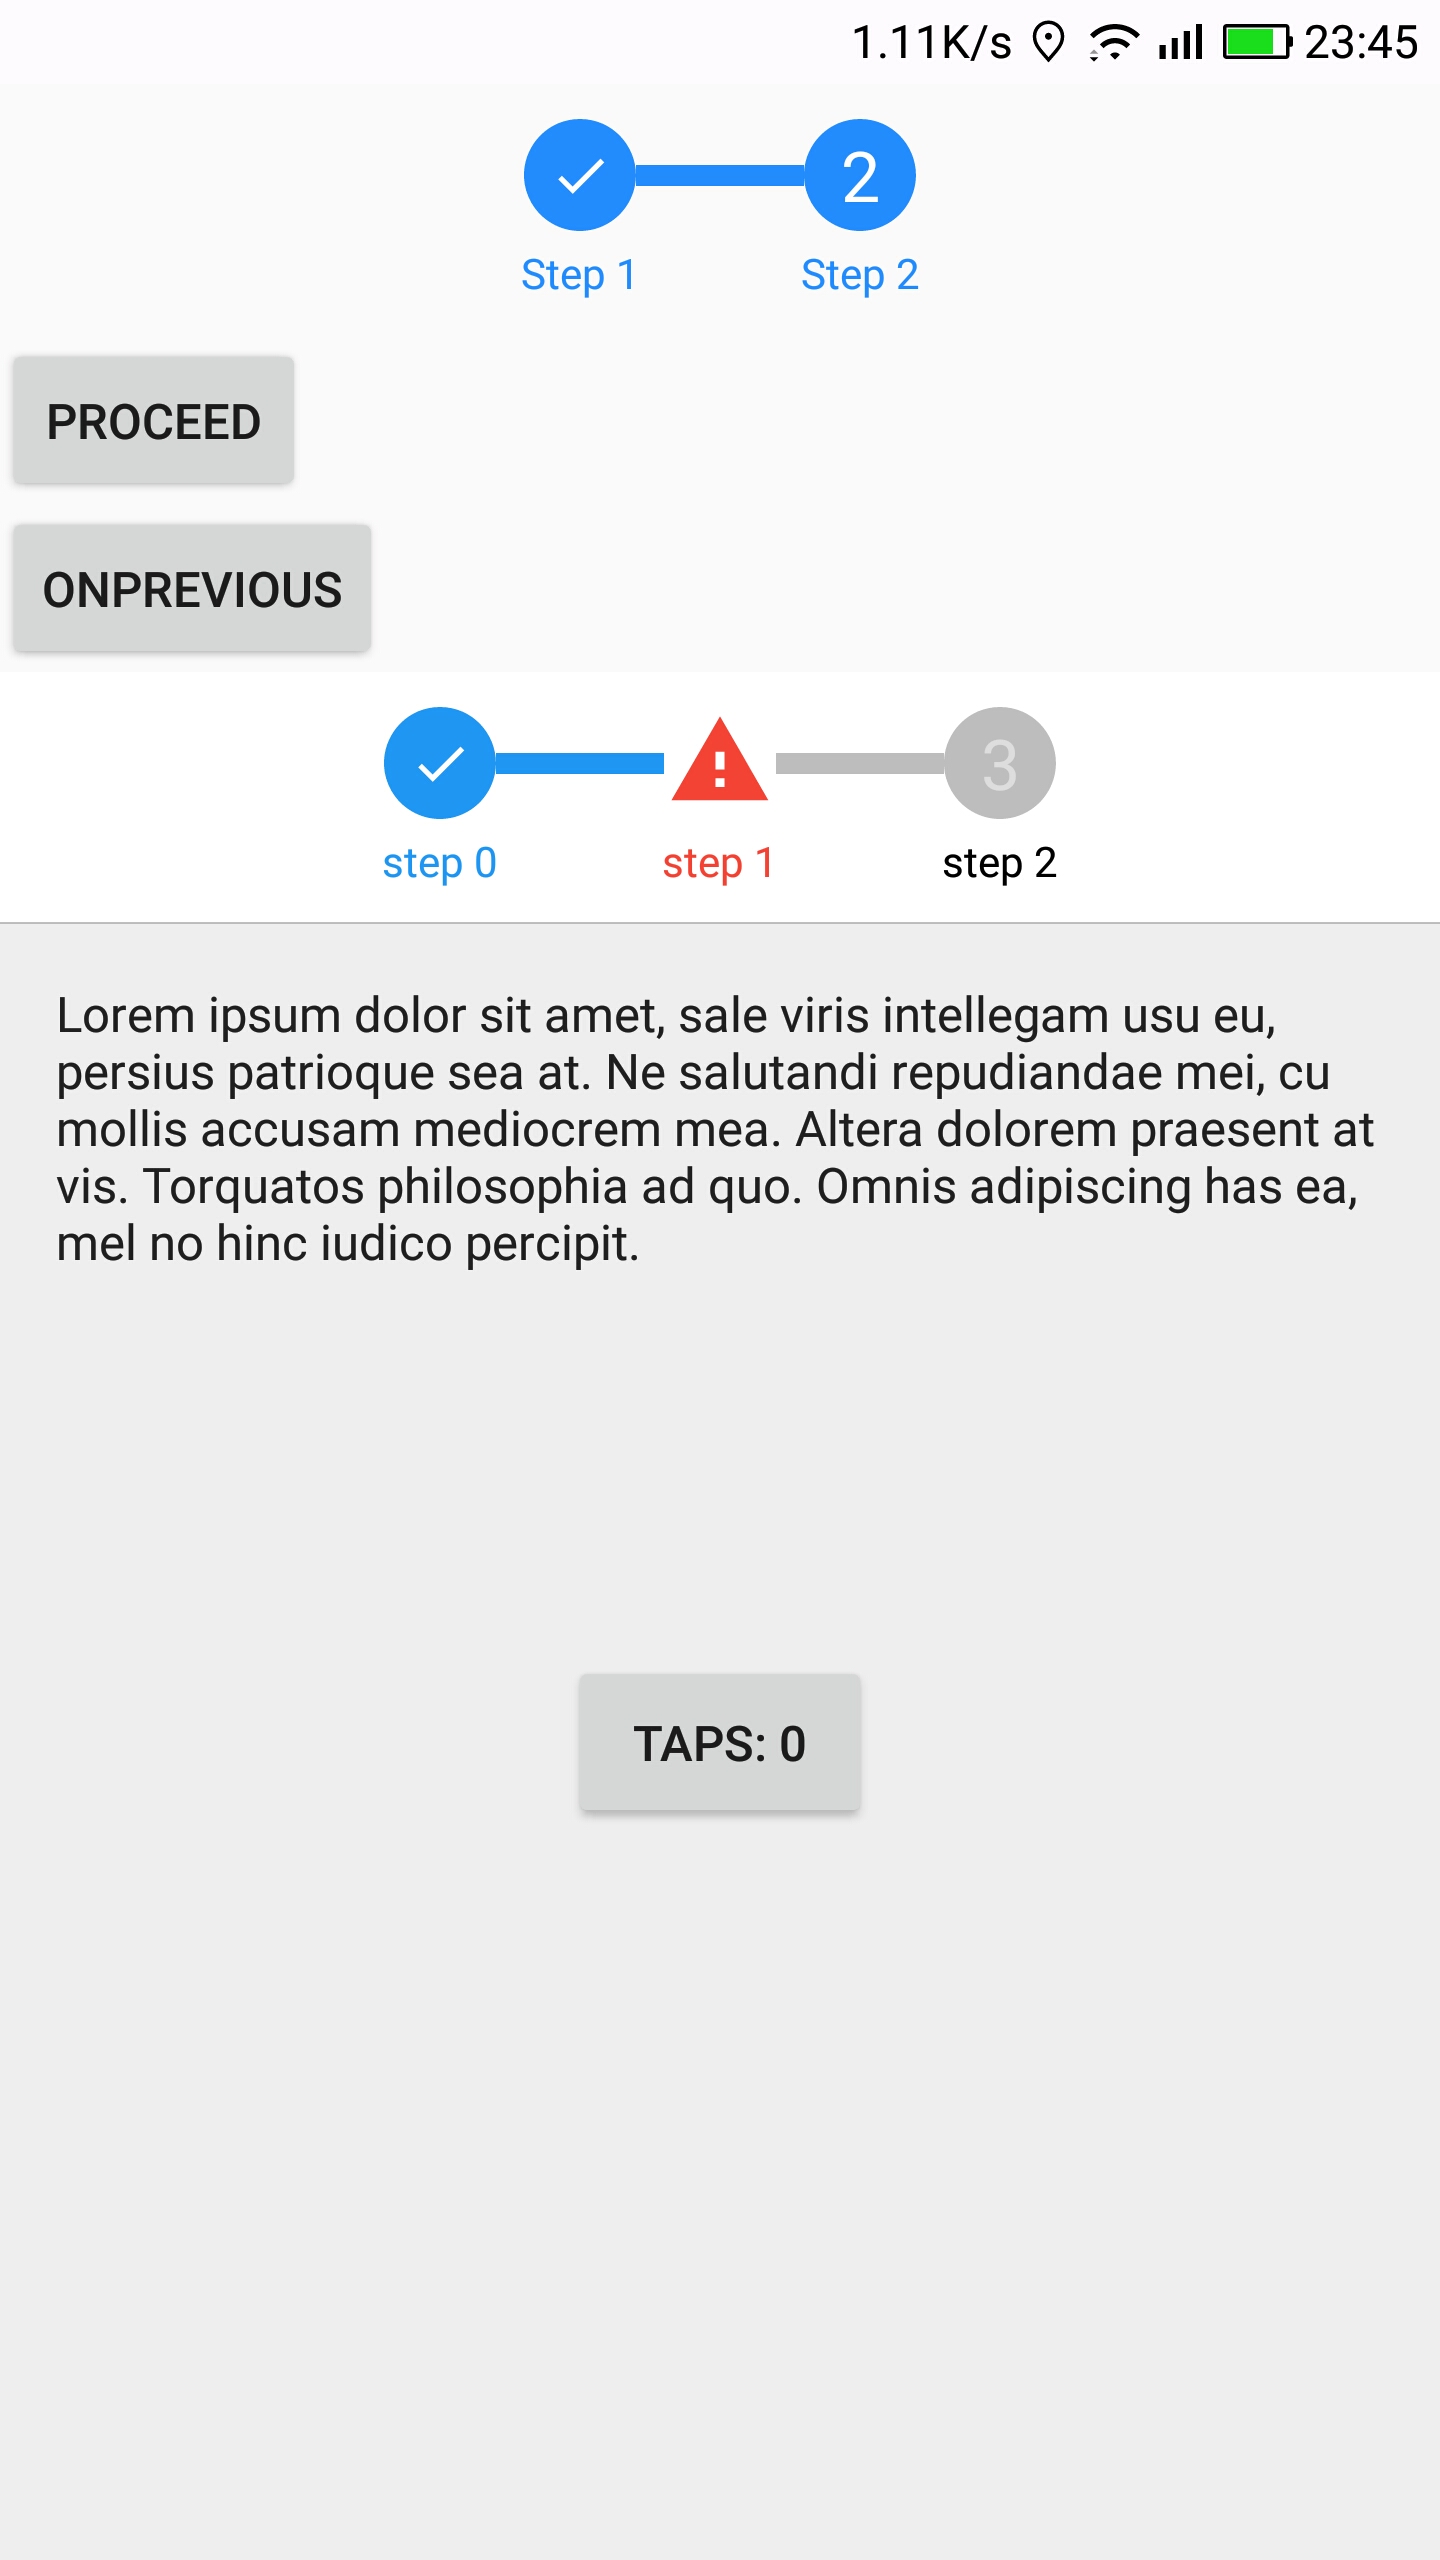 1.11K/s 23:45
2
Step 1 Step 2
PROCEED
ONPREVIOUS
3
step 0 step 1 step 2
Lorem ipsum dolor sit amet, sale viris intellegam usu eu,
persius patrioque sea at. Ne salutandi repudiandae mei, cu
mollis accusam mediocrem mea. Altera dolorem praesent at
vis. Torquatos philosophia ad quo. Omnis adipiscing has ea,
mel no hinc iudico percipit.
TAPS: 0